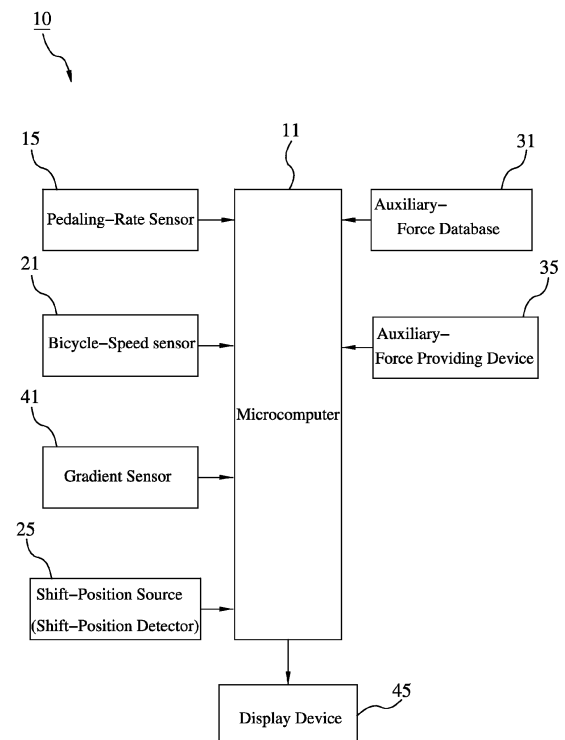 10
15
11
31
Pedaling-Rate Sensor
Auxiliary-
Force Database
21
35
Bicycle-Speed sensor
Auxiliary-
Force Providing Device
41
Microcomputer
Gradient Sensor
25
Shift-Position Source
(Shift-Position Detector)
45
Display Device